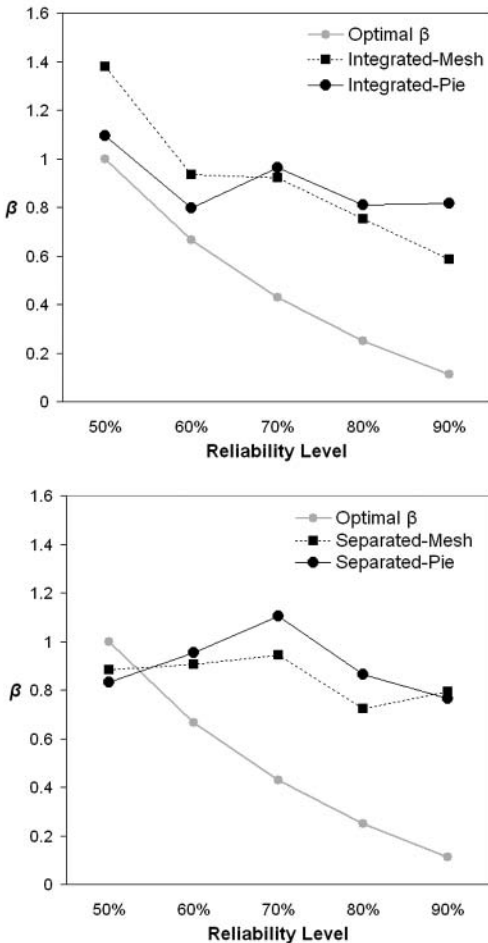 1.6
Optimal β
1.4
Integrated-Mesh
Integrated-Pie
1.2
1
β
0.8
0.6
0.4
0.2
0
50% 60% 70% 80% 90%
Reliability Level
1.6
Optimal β
1.4
Separated-Mesh
Separated-Pie
1.2
1
β
0.8
0.6
0.4
0.2
0
50% 60% 70% 80% 90%
Reliability Level